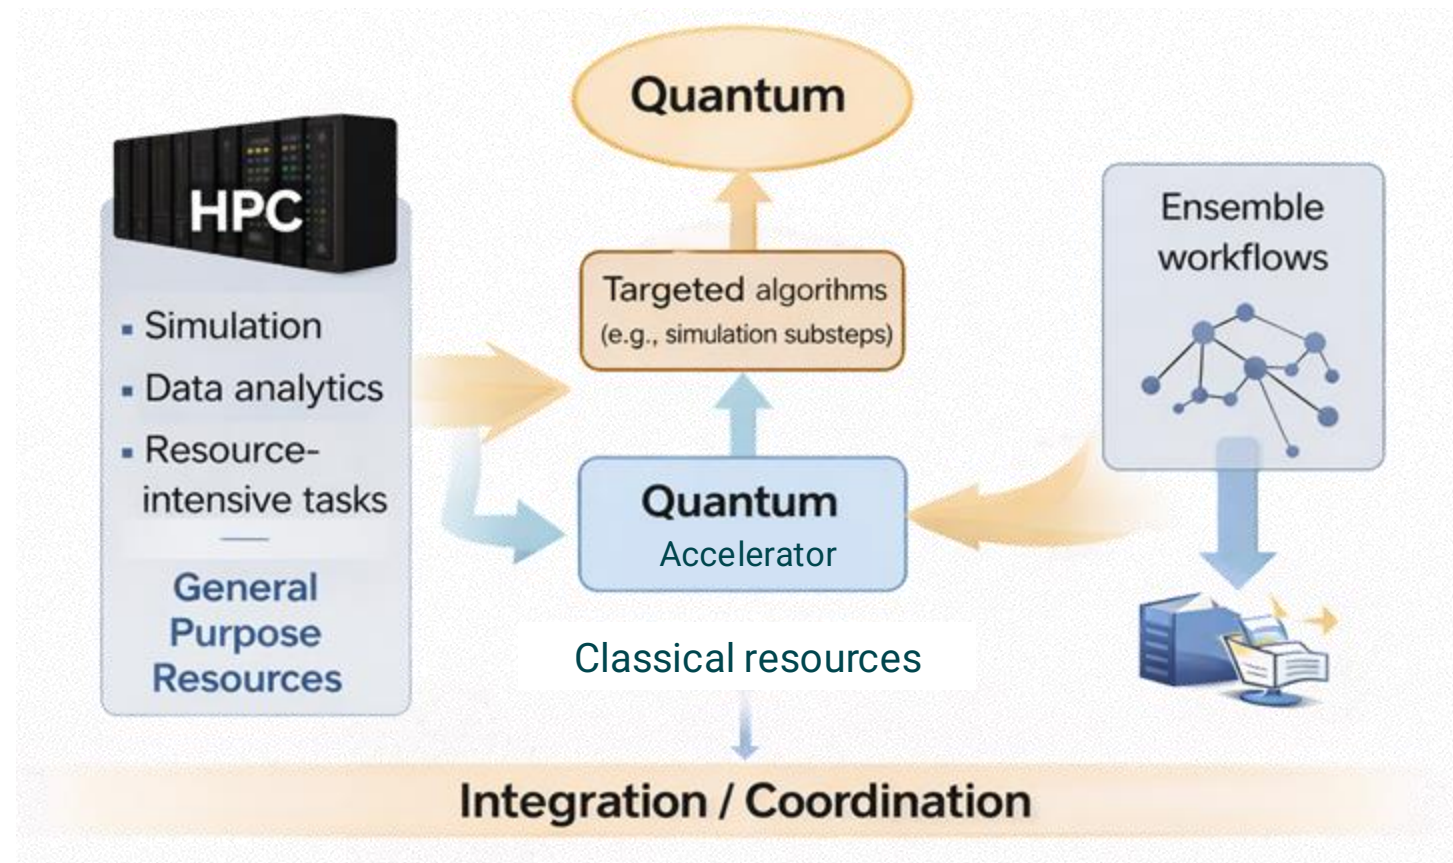 HPC
▪ Simulation
▪ Data analytics
▪ Resource-
intensive tasks
General
Purpose
Resources
Quantum
Targeted algorithms
(e.g., simulation substeps)
Quantum
Accelerator
Classical resources
Ensemble
workflows
Integration / Coordination